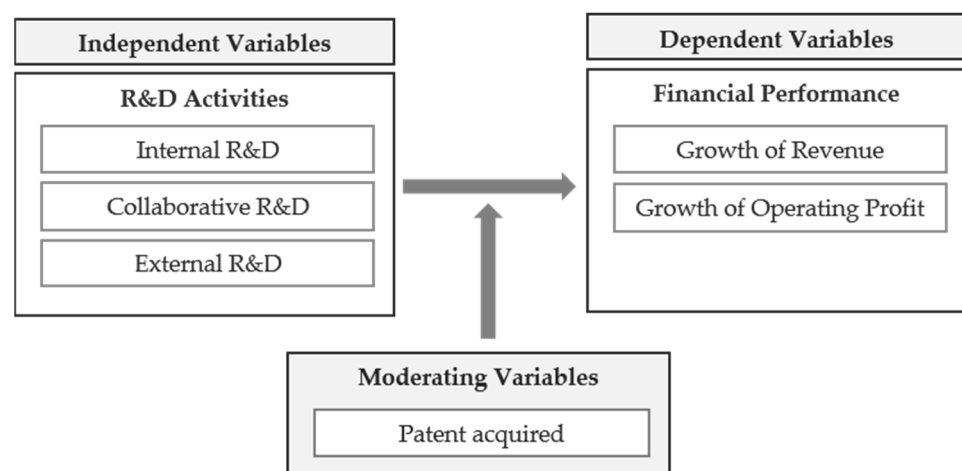 Independent Variables
R&D Activities
Internal R&D
Collaborative R&D
External R&D
Dependent Variables
Financial Performance
Growth of Revenue
Growth of Operating Profit
Moderating Variables
Patent acquired